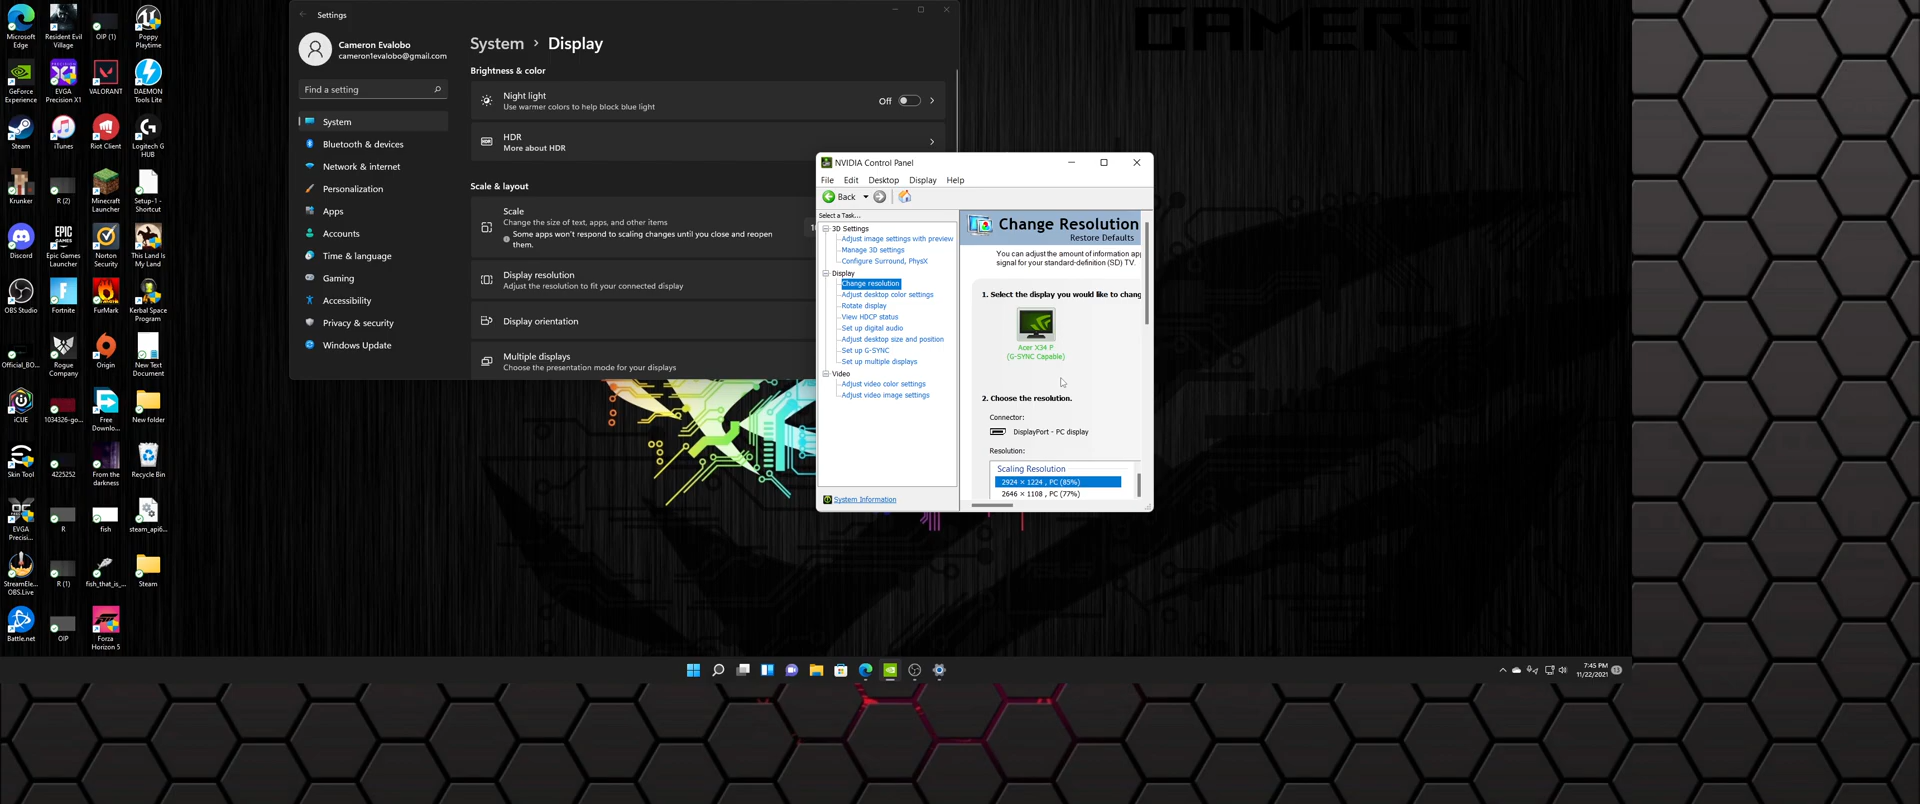 Microsoft
Edge
Resident Evil
Village
OIP (1)
Poppy
Playtime
GeForce
Experience
EVGA
Precision X1
VALORANT
DAEMON
Tools Lite
Steam
iTunes
Riot Client
Logitech G
HUB
Krunker
R (2)
Minecraft
Launcher
Setup-1 -
Shortcut
Discord
EPIC
GAMES
Epic Games
Launcher
Norton
Security
This Land Is
My Land
OBS Studio
Fortnite
FurMark
Kerbal Space
Program
Official_BO...
Rogue
Company
Origin
New Text
Document
iCUE
1034326-go...
Free
Downlo...
New folder
Skin Tool
4225252
From the
darkness
Recycle Bin
EVGA
Precisi...
R
fish
steam_api6...
StreamEle...
OBS.Live
R (1)
fish_that_is_...
Steam
Battle.net
OIP
Forza
Horizon 5
GAMERS
Settings
Cameron Evalobo
cameron1evalobo@gmail.com
Find a setting
System
Bluetooth & devices
Network & internet
Personalization
Apps
Accounts
Time & language
Gaming
Accessibility
Privacy & security
Windows Update
System > Display
Brightness & color
Night light
Use warmer colors to help block blue light
Off
HDR
More about HDR
Scale & layout
Scale
Change the size of text, apps, and other items
Some apps won't respond to scaling changes until you close and reopen
them.
Display resolution
Adjust the resolution to fit your connected display
Display orientation
Multiple displays
Choose the presentation mode for your displays
NVIDIA Control Panel
File Edit Desktop Display Help
Back
Select a Task...
3D Settings
Adjust image settings with preview
Manage 3D settings
Configure Surround, PhysX
Display
Change resolution
Adjust desktop color settings
Rotate display
View HDCP status
Set up digital audio
Adjust desktop size and position
Set up G-SYNC
Set up multiple displays
Video
Adjust video color settings
Adjust video image settings
System Information
Change Resolution
Restore Defaults
You can adjust the amount of information app
signal for your standard-definition (SD) TV.
1. Select the display you would like to chang
Acer X34 P
(G-SYNC Capable)
2. Choose the resolution.
Connector:
DisplayPort - PC display
Resolution:
Scaling Resolution
2924 × 1224 , PC (85%)
2646 × 1108 , PC (77%)
7:45 PM
11/22/2021